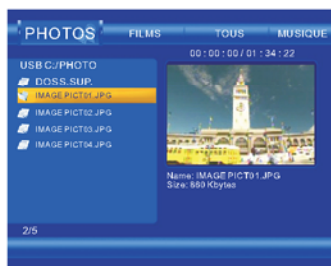 PHOTOS FILMS TOUS MUSIQUE
00:00:00/01:34:22
USB C:/PHOTO
DOSS.SUP.
IMAGE PICT01.JPG
IMAGE PICT02.JPG
IMAGE PICT03.JPG
IMAGE PICT04.JPG
Name: IMAGE PICT01.JPG
Size: 860 Kbytes
2/5